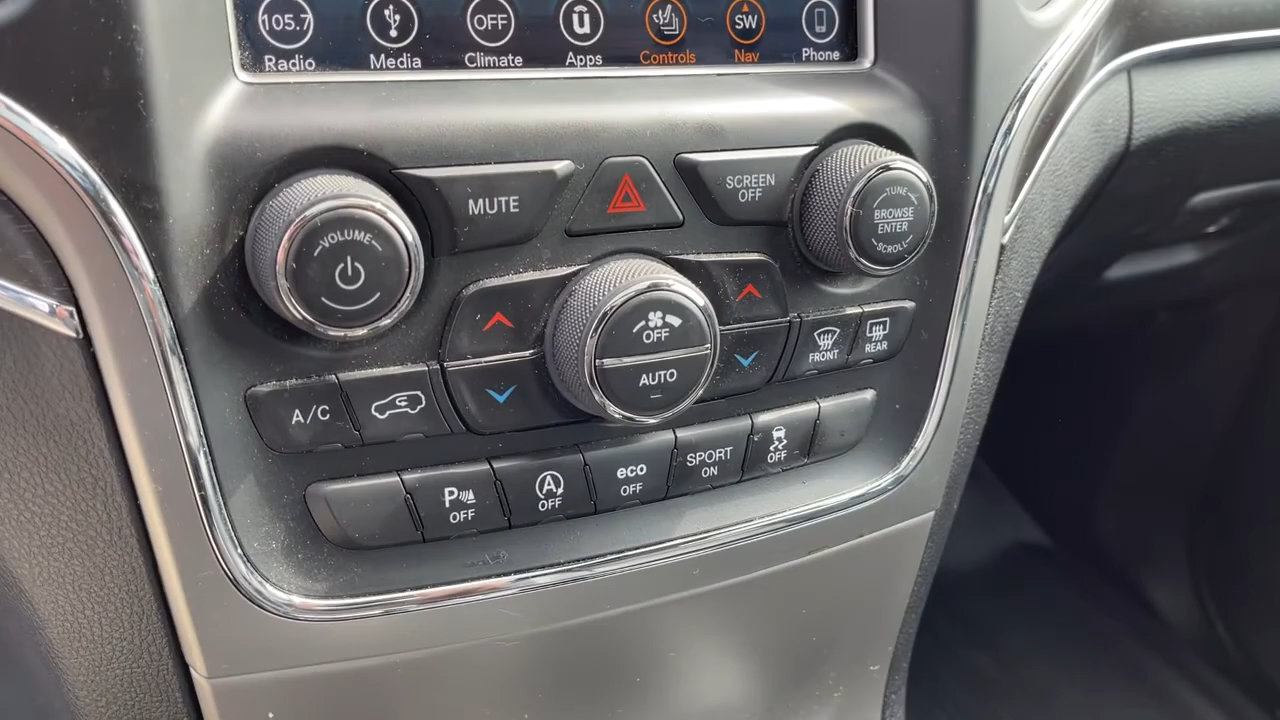 105.7
OFF
SW
Radio
Media
Climate
Apps
Controls
Nav
Phone
MUTE
SCREEN
OFF
TUNE
BROWSE
ENTER
SCROLL
VOLUME
OFF
AUTO
FRONT
REAR
A/C
P
OFF
A
OFF
eco
OFF
SPORT
ON
OFF